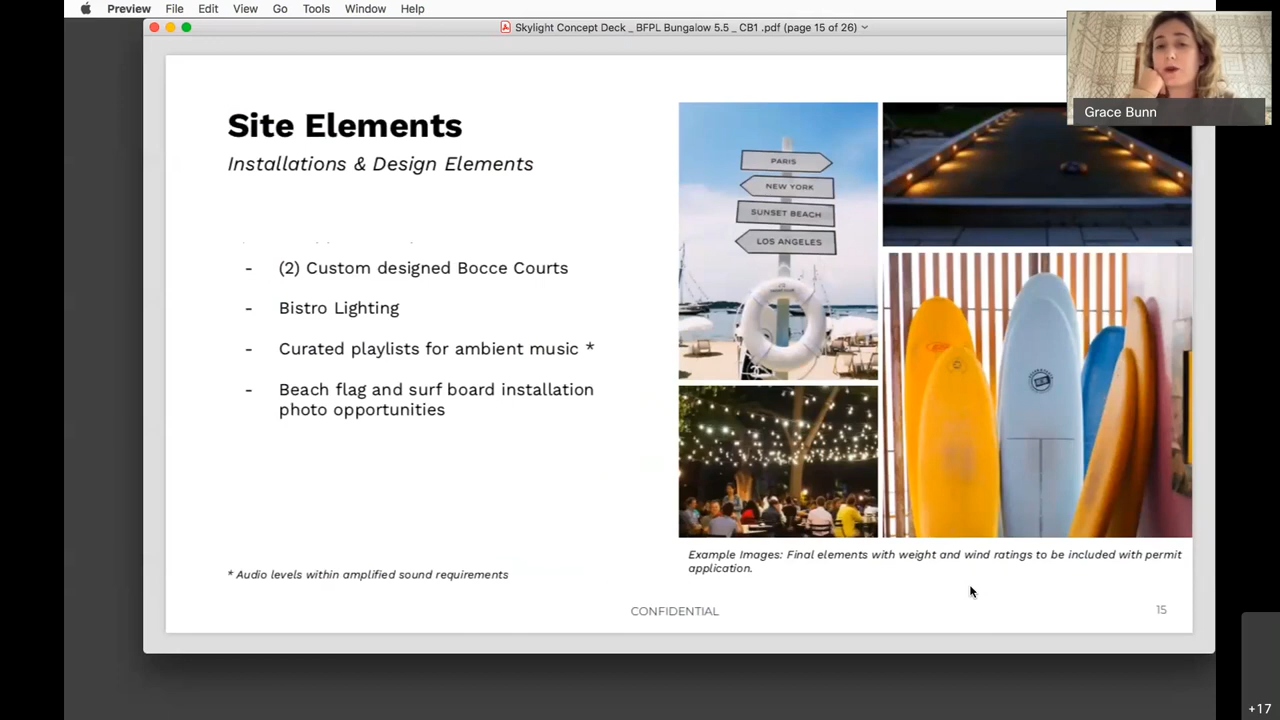 Preview File Edit View Go Tools Window Help
Skylight Concept Deck _ BFPL Bungalow 5.5 _ CB1 .pdf (page 15 of 26)
Grace Bunn
Site Elements
Installations & Design Elements
- (2) Custom designed Bocce Courts
- Bistro Lighting
- Curated playlists for ambient music *
- Beach flag and surf board installation
photo opportunities
PARIS
NEW YORK
SUNSET BEACH
LOS ANGELES
Example Images: Final elements with weight and wind ratings to be included with permit
application.
* Audio levels within amplified sound requirements
CONFIDENTIAL
15
+17